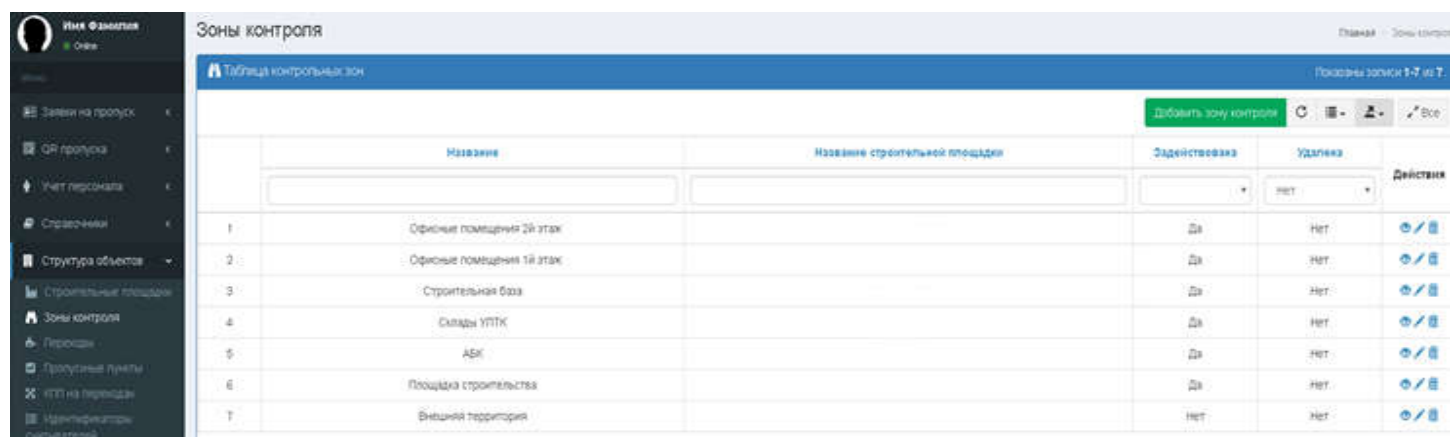 Имя Фамилия
Online
Зоны контроля
Главная
Зоны контрол
Меню
Таблица контрольных зон
Показаны записи 1-7 из 7.
Заявки на пропуск
Добавить зону контроля
Все
QR пропуска
Название
Название строительной площадки
Задействована
Удалена
Действия
Учет персонала
Нет
Справочники
1 Офисные помещения 2й этаж Да Нет
Структура объектов
2 Офисные помещения 1й этаж Да Нет
Строительные площадки
3 Строительная база Да Нет
Зоны контроля
4 Склады УПТК Да Нет
Переходы
5 АБК Да Нет
Пропускные пункты
6 Площадка строительства Да Нет
КПП на переходах
7 Внешняя территория Нет Нет
Идентификаторы
считывателей